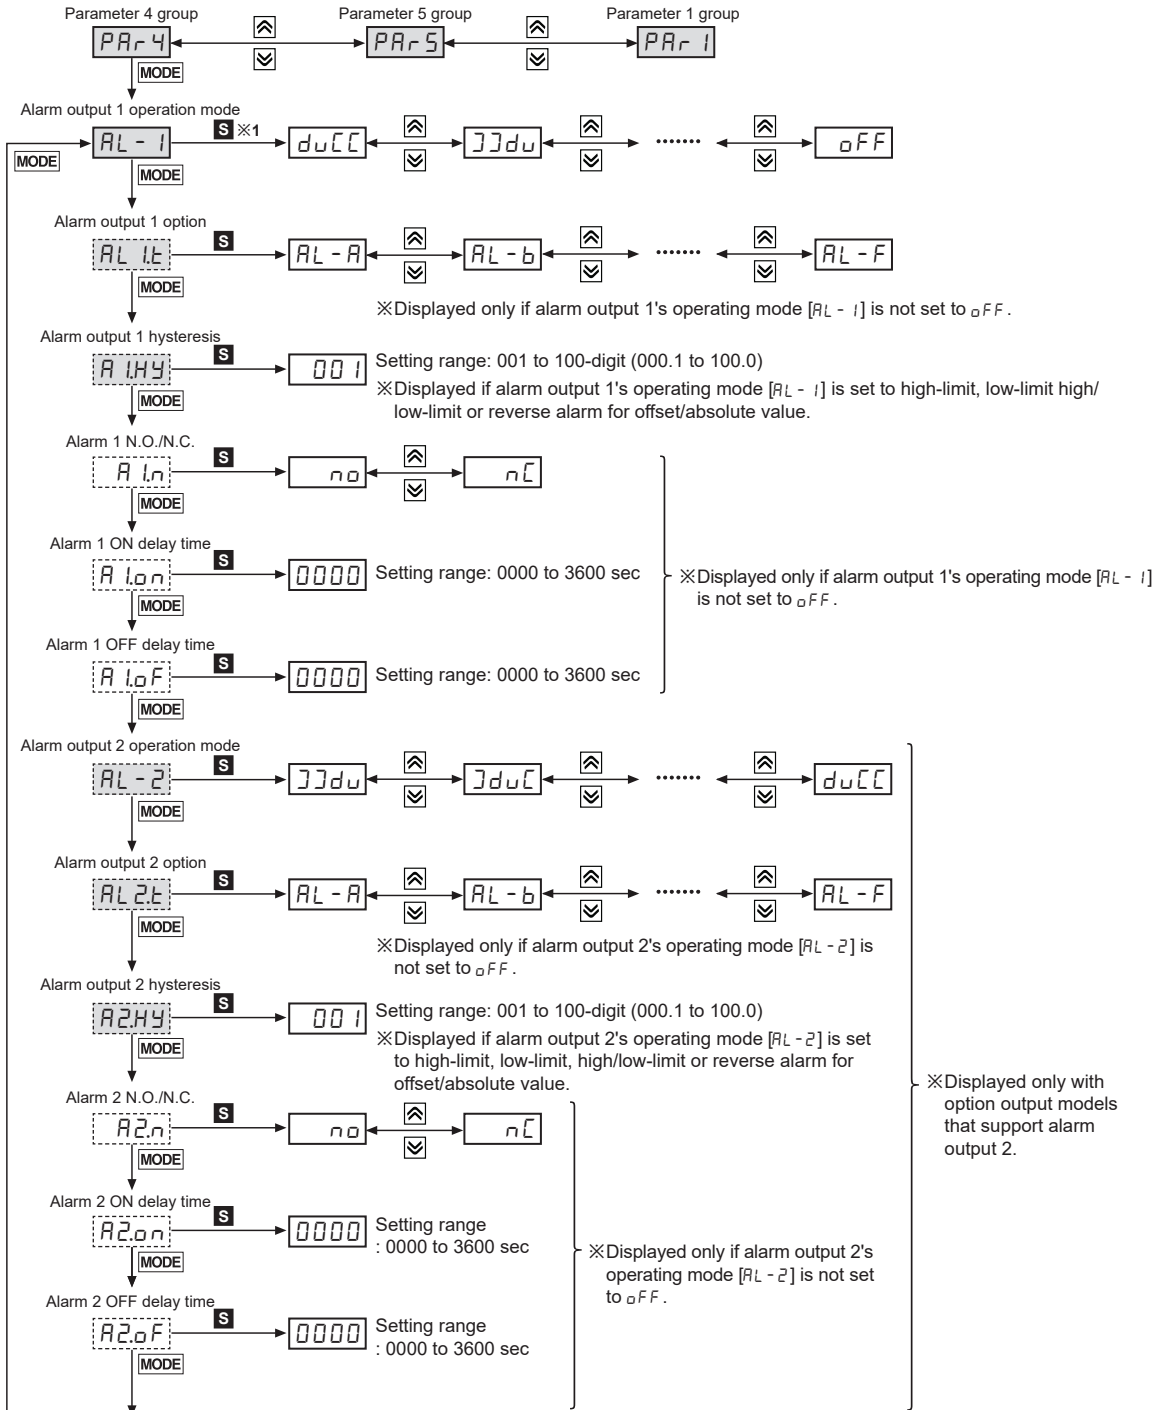 Parameter 4 group Parameter 5 group Parameter 1 group
PAr4 PAr5 PAr1
MODE
Alarm output 1 operation mode
AL-1 S ※1 duCC ]]du ······· oFF
MODE
MODE
Alarm output 1 option
AL1.t S AL-A AL-b ······· AL-F
MODE
※Displayed only if alarm output 1's operating mode [AL-1] is not set to oFF.
Alarm output 1 hysteresis
A1.HY S 001 Setting range: 001 to 100-digit (000.1 to 100.0)
MODE
※Displayed if alarm output 1's operating mode [AL-1] is set to high-limit, low-limit high/
low-limit or reverse alarm for offset/absolute value.
Alarm 1 N.O./N.C.
A1.n S no nC
MODE
Alarm 1 ON delay time
A1.on S 0000 Setting range: 0000 to 3600 sec
MODE
※Displayed only if alarm output 1's operating mode [AL-1]
is not set to oFF.
Alarm 1 OFF delay time
A1.oF S 0000 Setting range: 0000 to 3600 sec
MODE
Alarm output 2 operation mode
AL-2 S ]]du ]duC ······· duCC
MODE
Alarm output 2 option
AL2.t S AL-A AL-b ······· AL-F
MODE
※Displayed only if alarm output 2's operating mode [AL-2] is
not set to oFF.
Alarm output 2 hysteresis
A2.HY S 001 Setting range: 001 to 100-digit (000.1 to 100.0)
MODE
※Displayed if alarm output 2's operating mode [AL-2] is set
to high-limit, low-limit, high/low-limit or reverse alarm for
offset/absolute value.
※Displayed only with
option output models
that support alarm
output 2.
Alarm 2 N.O./N.C.
A2.n S no nC
MODE
Alarm 2 ON delay time
A2.on S 0000 Setting range
: 0000 to 3600 sec
MODE
※Displayed only if alarm output 2's
operating mode [AL-2] is not set
to oFF.
Alarm 2 OFF delay time
A2.oF S 0000 Setting range
: 0000 to 3600 sec
MODE